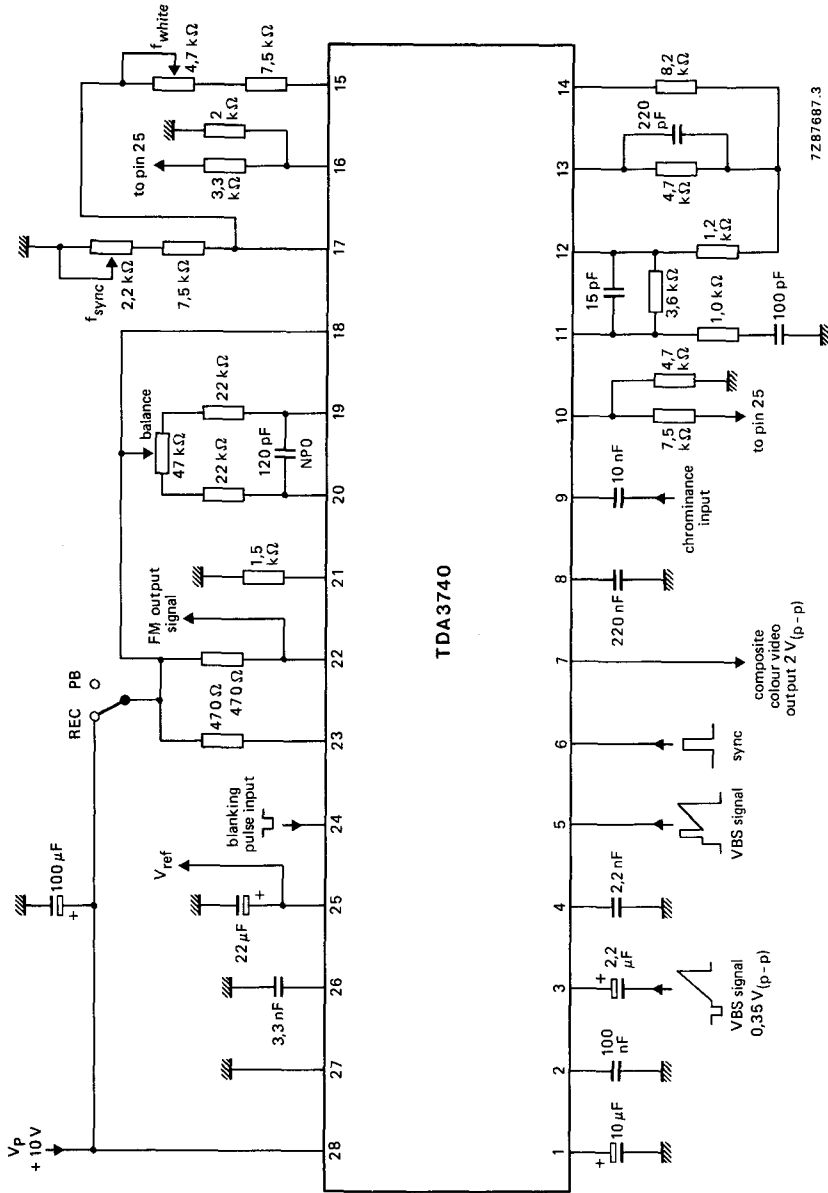 VP
+ 10 V
REC
PB
100 µF
+
22 µF
+
Vref
3,3 nF
blanking
pulse input
470 Ω
470 Ω
FM output
signal
1,5
kΩ
balance
47 kΩ
22 kΩ
22 kΩ
120 pF
NP0
fsync
2,2 kΩ
7,5 kΩ
to pin 25
3,3
kΩ
2
kΩ
fwhite
4,7 kΩ
7,5 kΩ
28
27
26
25
24
23
22
21
20
19
18
17
16
15
TDA3740
1
2
3
4
5
6
7
8
9
10
11
12
13
14
+
10 µF
100
nF
+
2,2
µF
VBS signal
0,35 V(p-p)
2,2 nF
VBS signal
sync
composite
colour video
output 2 V(p-p)
220 nF
10 nF
chrominance
input
7,5
kΩ
4,7
kΩ
to pin 25
15 pF
3,6 kΩ
1,0 kΩ
100 pF
1,2
kΩ
4,7
kΩ
220
pF
8,2
kΩ
7Z87687.3